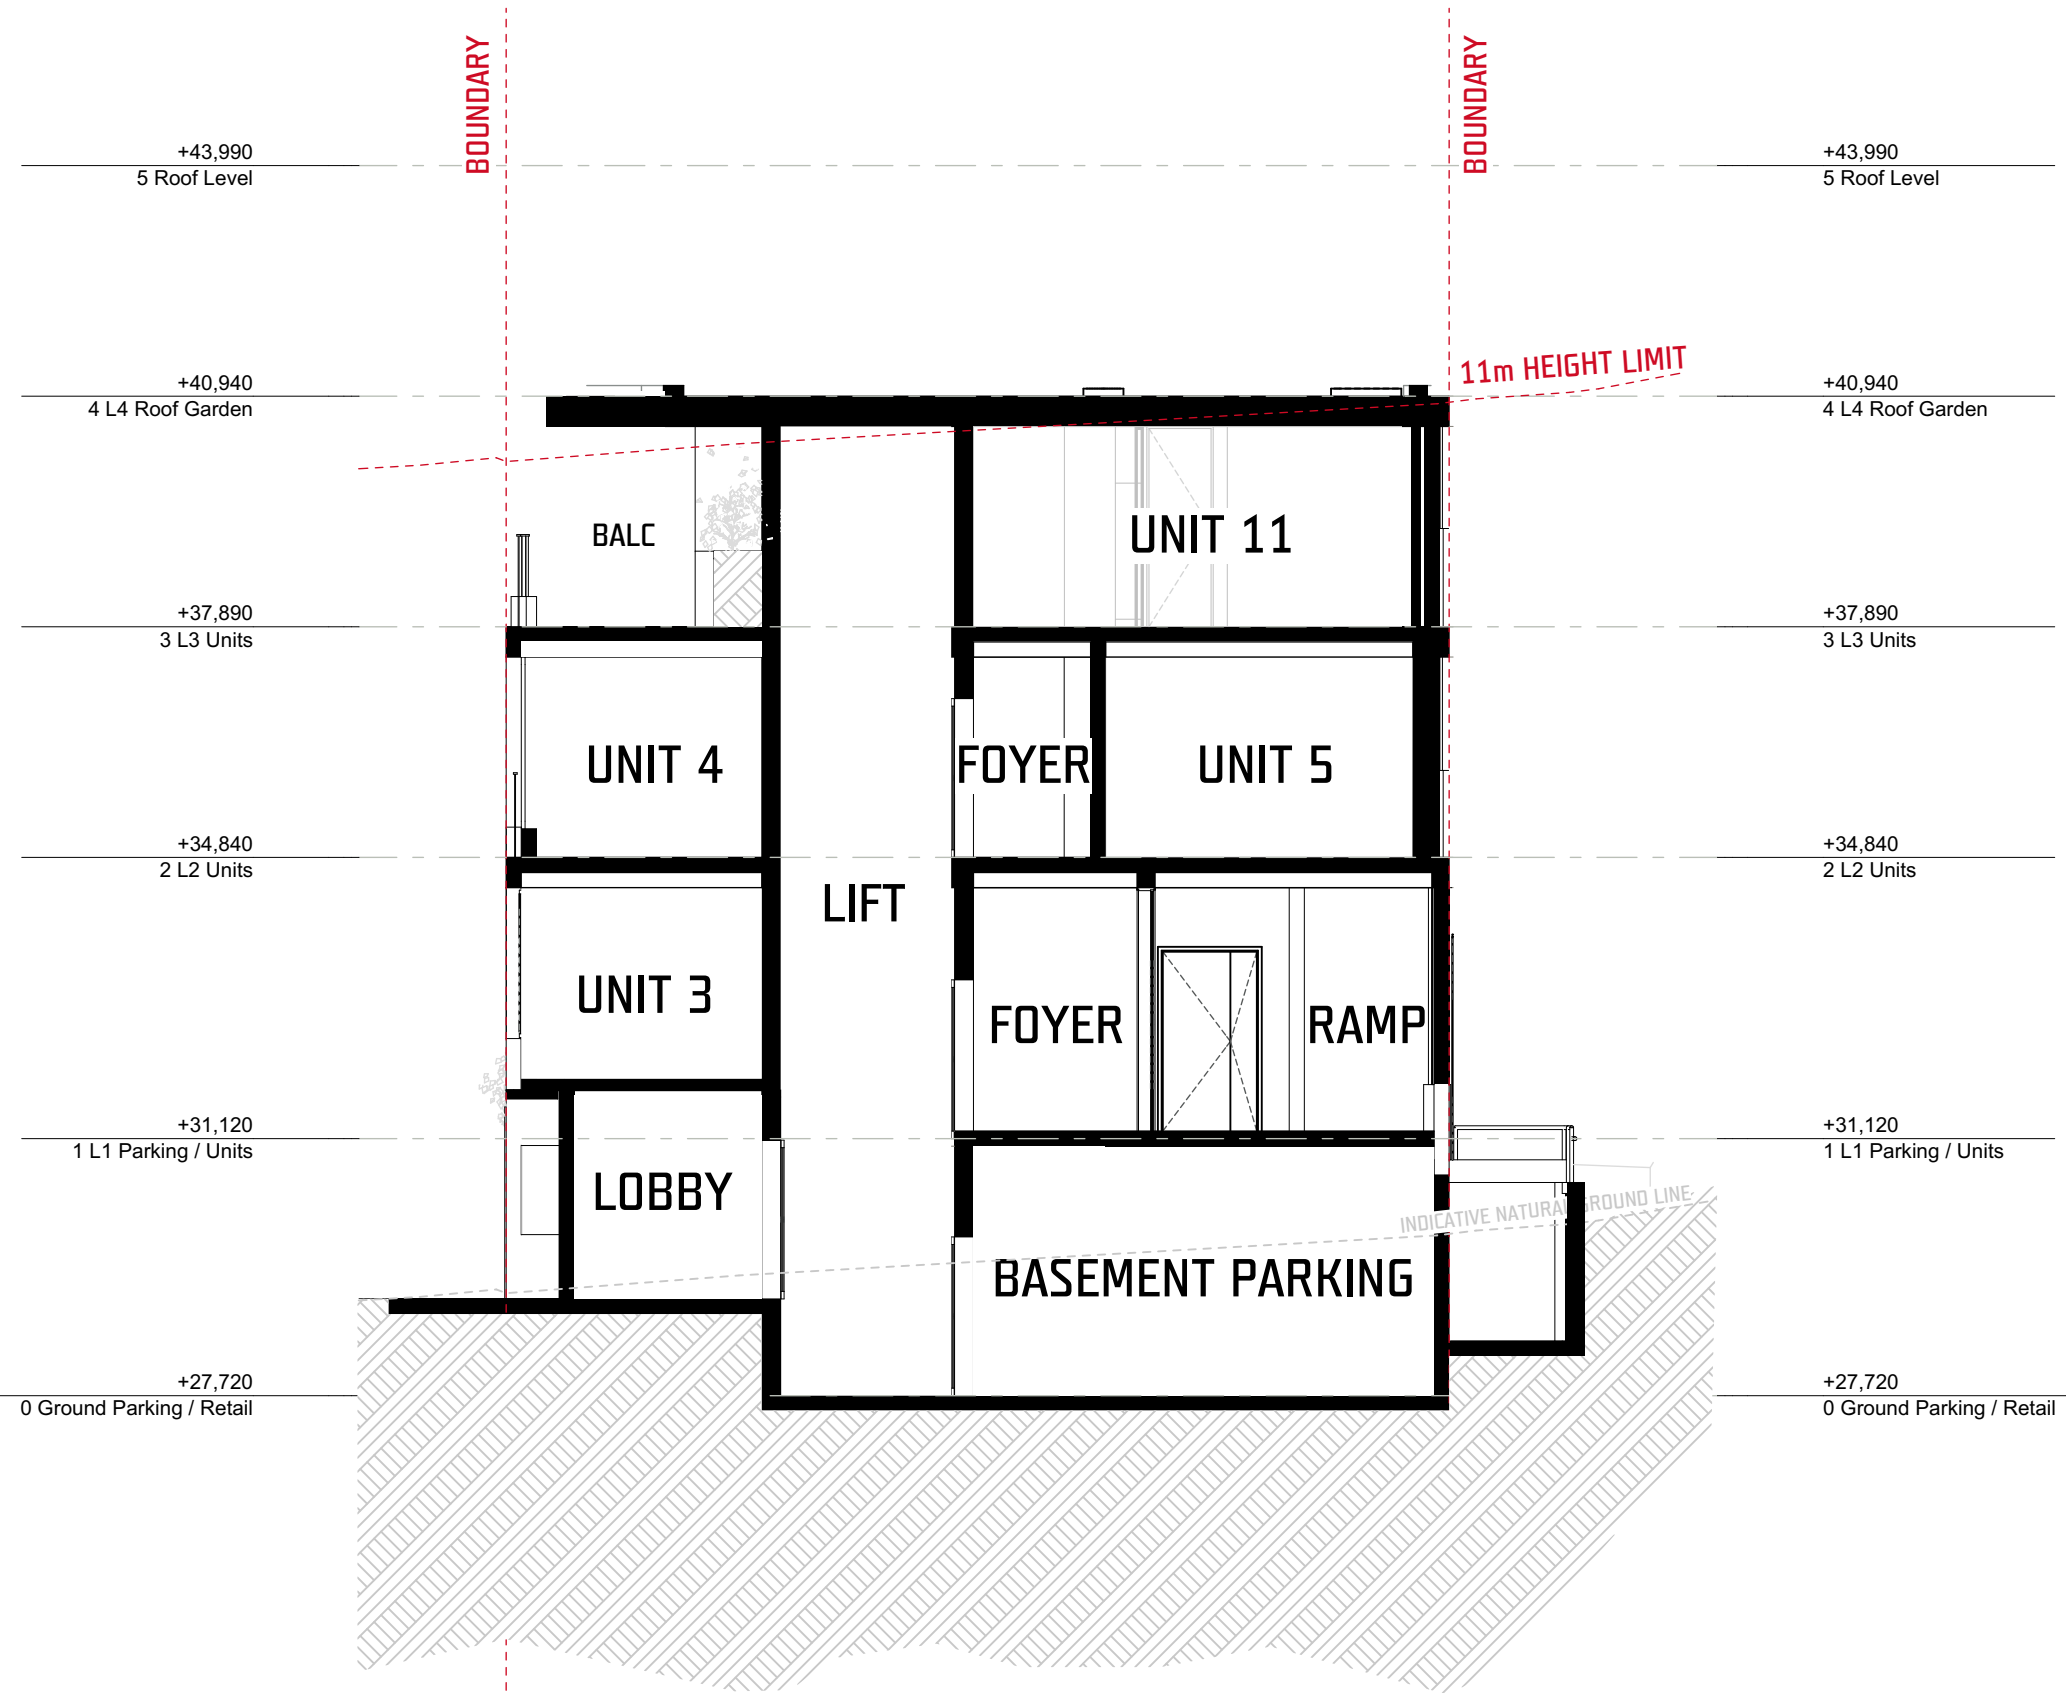 BOUNDARY
BOUNDARY
+43,990
5 Roof Level
+43,990
5 Roof Level
11m HEIGHT LIMIT
+40,940
4 L4 Roof Garden
+40,940
4 L4 Roof Garden
BALC
UNIT 11
+37,890
3 L3 Units
+37,890
3 L3 Units
UNIT 4
FOYER
UNIT 5
+34,840
2 L2 Units
+34,840
2 L2 Units
LIFT
UNIT 3
FOYER
RAMP
+31,120
1 L1 Parking / Units
+31,120
1 L1 Parking / Units
LOBBY
INDICATIVE NATURAL GROUND LINE
BASEMENT PARKING
+27,720
0 Ground Parking / Retail
+27,720
0 Ground Parking / Retail